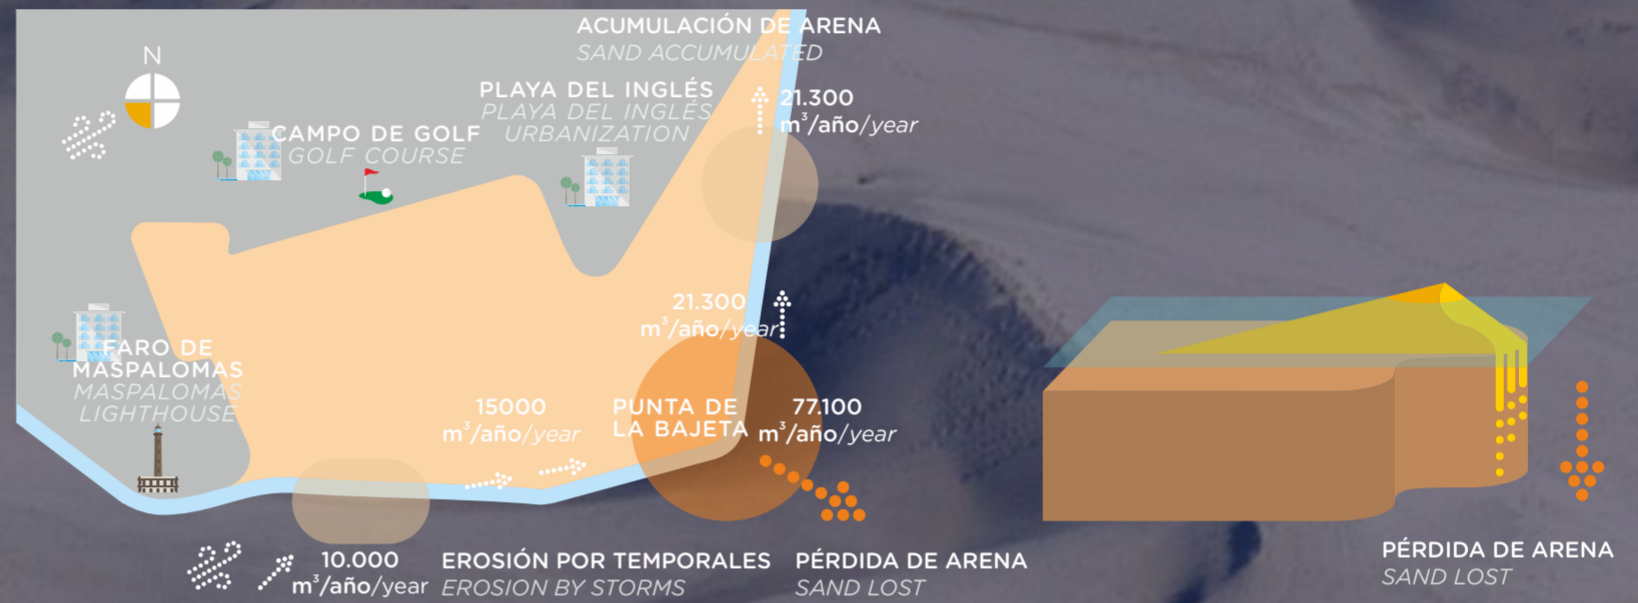 ACUMULACIÓN DE ARENA
SAND ACCUMULATED
N
PLAYA DEL INGLÉS
PLAYA DEL INGLÉS
URBANIZATION
21.300
m³/año/year
CAMPO DE GOLF
GOLF COURSE
21.300
m³/año/year
FARO DE
MASPALOMAS
MASPALOMAS
LIGHTHOUSE
15000
m³/año/year
PUNTA DE
LA BAJETA
77.100
m³/año/year
10.000
m³/año/year
EROSIÓN POR TEMPORALES
EROSION BY STORMS
PÉRDIDA DE ARENA
SAND LOST
PÉRDIDA DE ARENA
SAND LOST